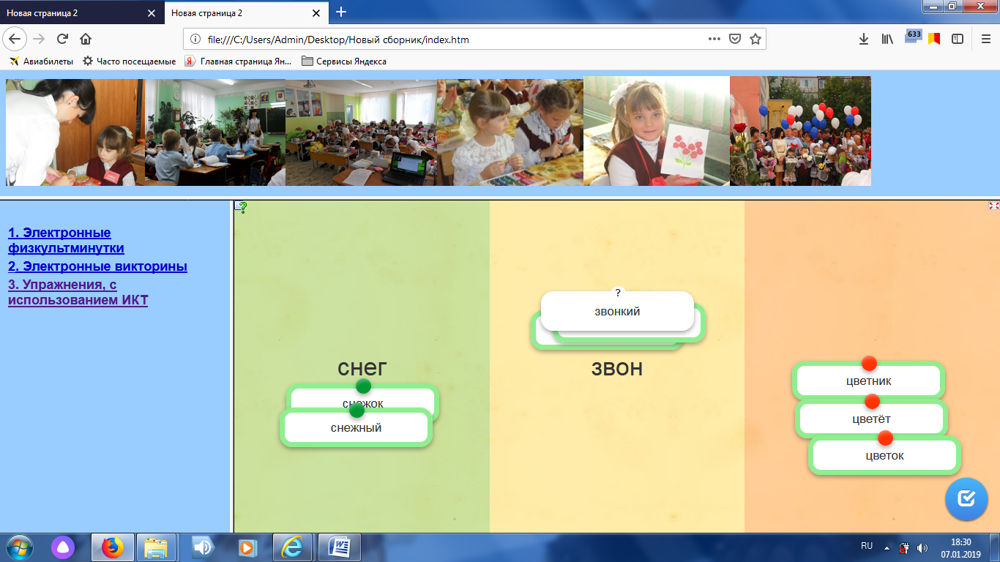 Новая страница 2
Новая страница 2
file:///C:/Users/Admin/Desktop/Новый сборник/index.htm
633
Авиабилеты
Часто посещаемые
Главная страница Ян...
Сервисы Яндекса
1. Электронные
физкультминутки
2. Электронные викторины
3. Упражнения, с
использованием ИКТ
?
звонкий
снег
звон
снежок
снежный
цветник
цветёт
цветок
RU
18:30
07.01.2019